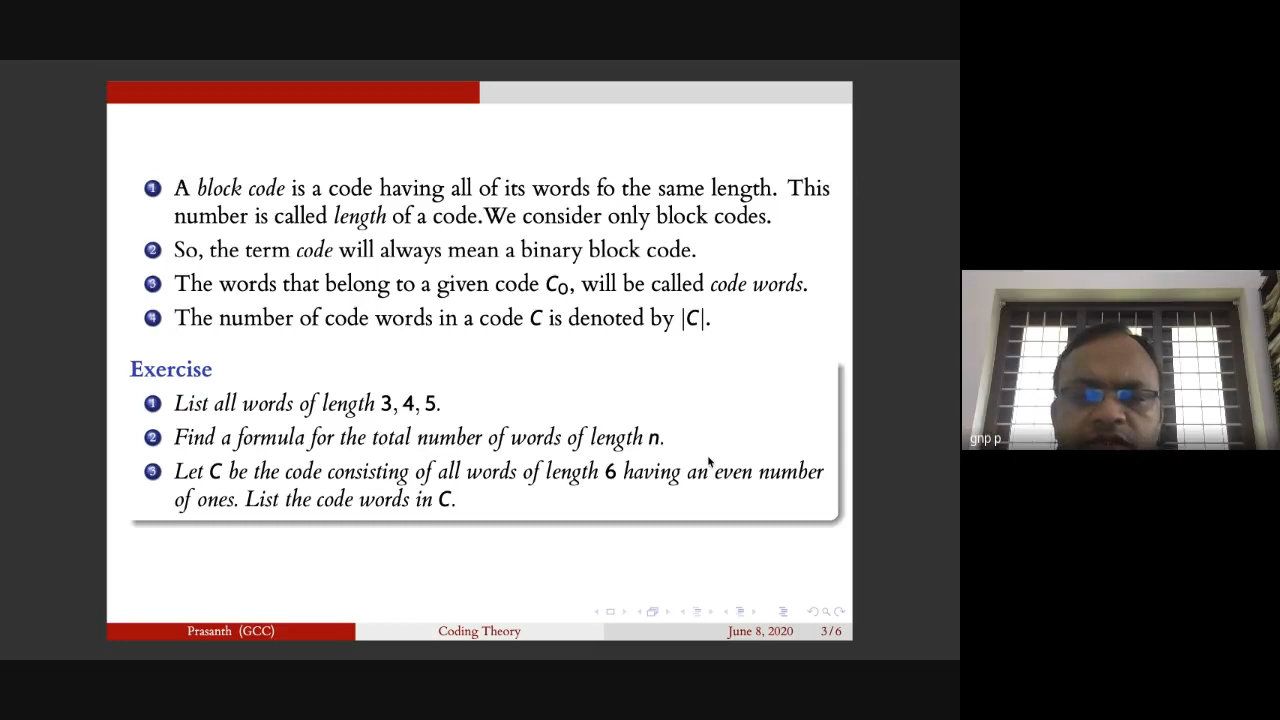 1 A block code is a code having all of its words fo the same length. This
number is called length of a code.We consider only block codes.
2 So, the term code will always mean a binary block code.
3 The words that belong to a given code C₀, will be called code words.
4 The number of code words in a code C is denoted by |C|.
Exercise
1 List all words of length 3, 4, 5.
2 Find a formula for the total number of words of length n.
3 Let C be the code consisting of all words of length 6 having an even number
of ones. List the code words in C.
Prasanth (GCC) Coding Theory June 8, 2020 3/6
gnp p